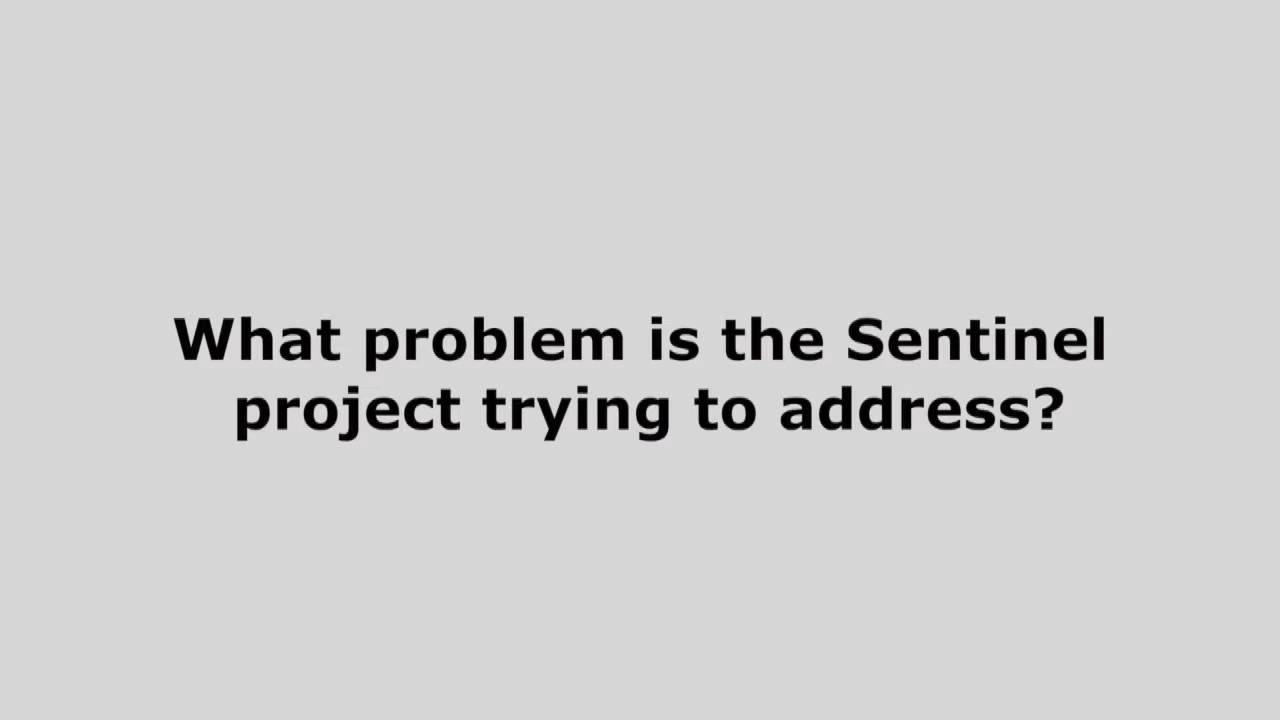 What problem is the Sentinel
project trying to address?